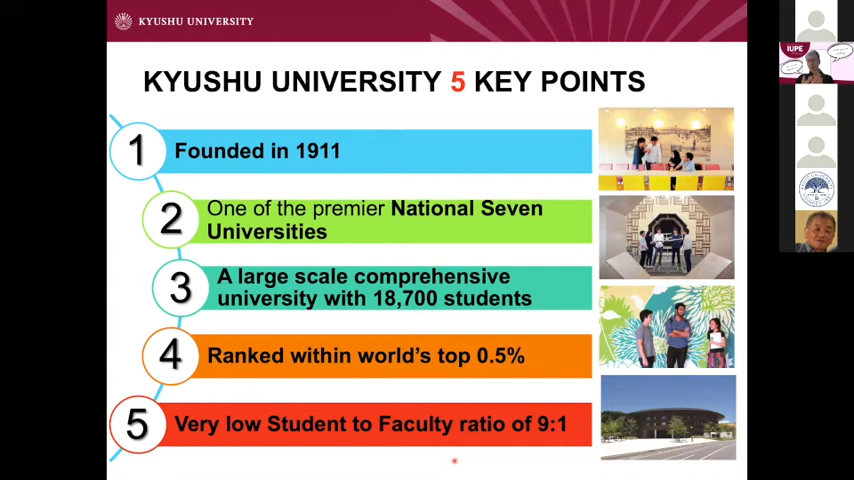 KYUSHU UNIVERSITY
KYUSHU UNIVERSITY 5 KEY POINTS
1
Founded in 1911
2
One of the premier National Seven
Universities
3
A large scale comprehensive
university with 18,700 students
4
Ranked within world's top 0.5%
5
Very low Student to Faculty ratio of 9:1
IUPE